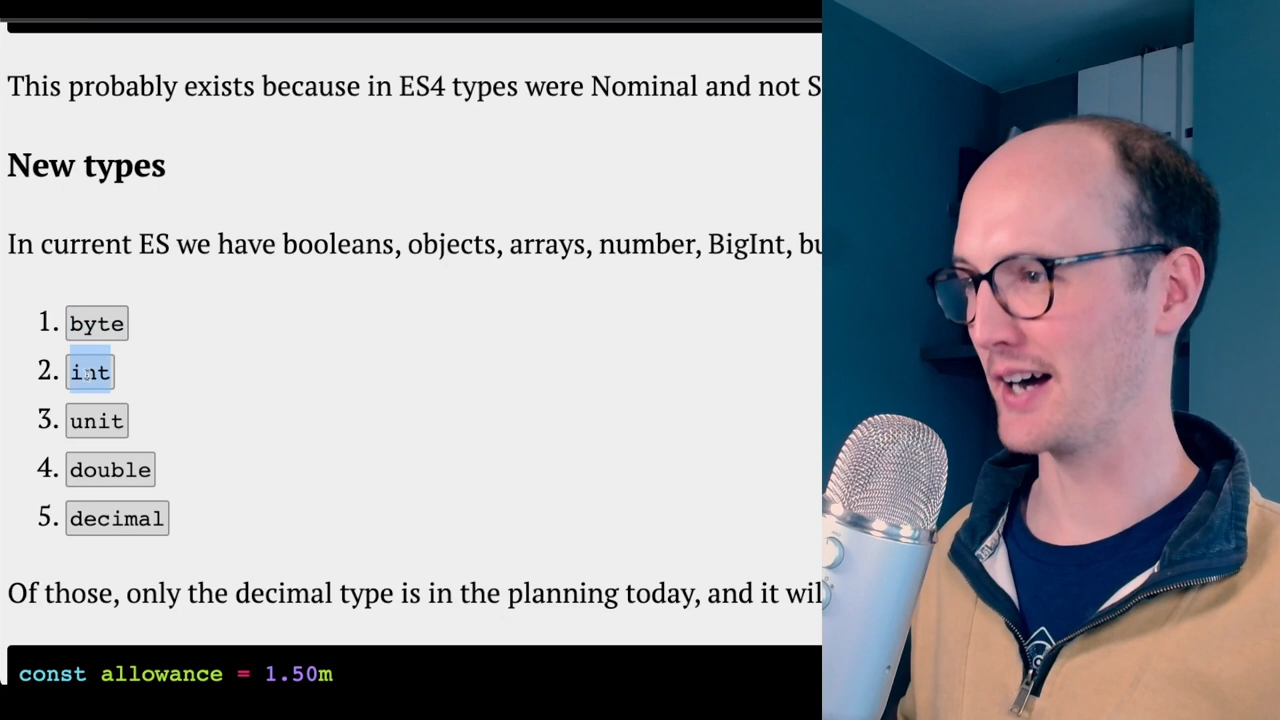 This probably exists because in ES4 types were Nominal and not S
New types
In current ES we have booleans, objects, arrays, number, BigInt, bu
1. byte
2. int
3. unit
4. double
5. decimal
Of those, only the decimal type is in the planning today, and it wil
const allowance = 1.50m